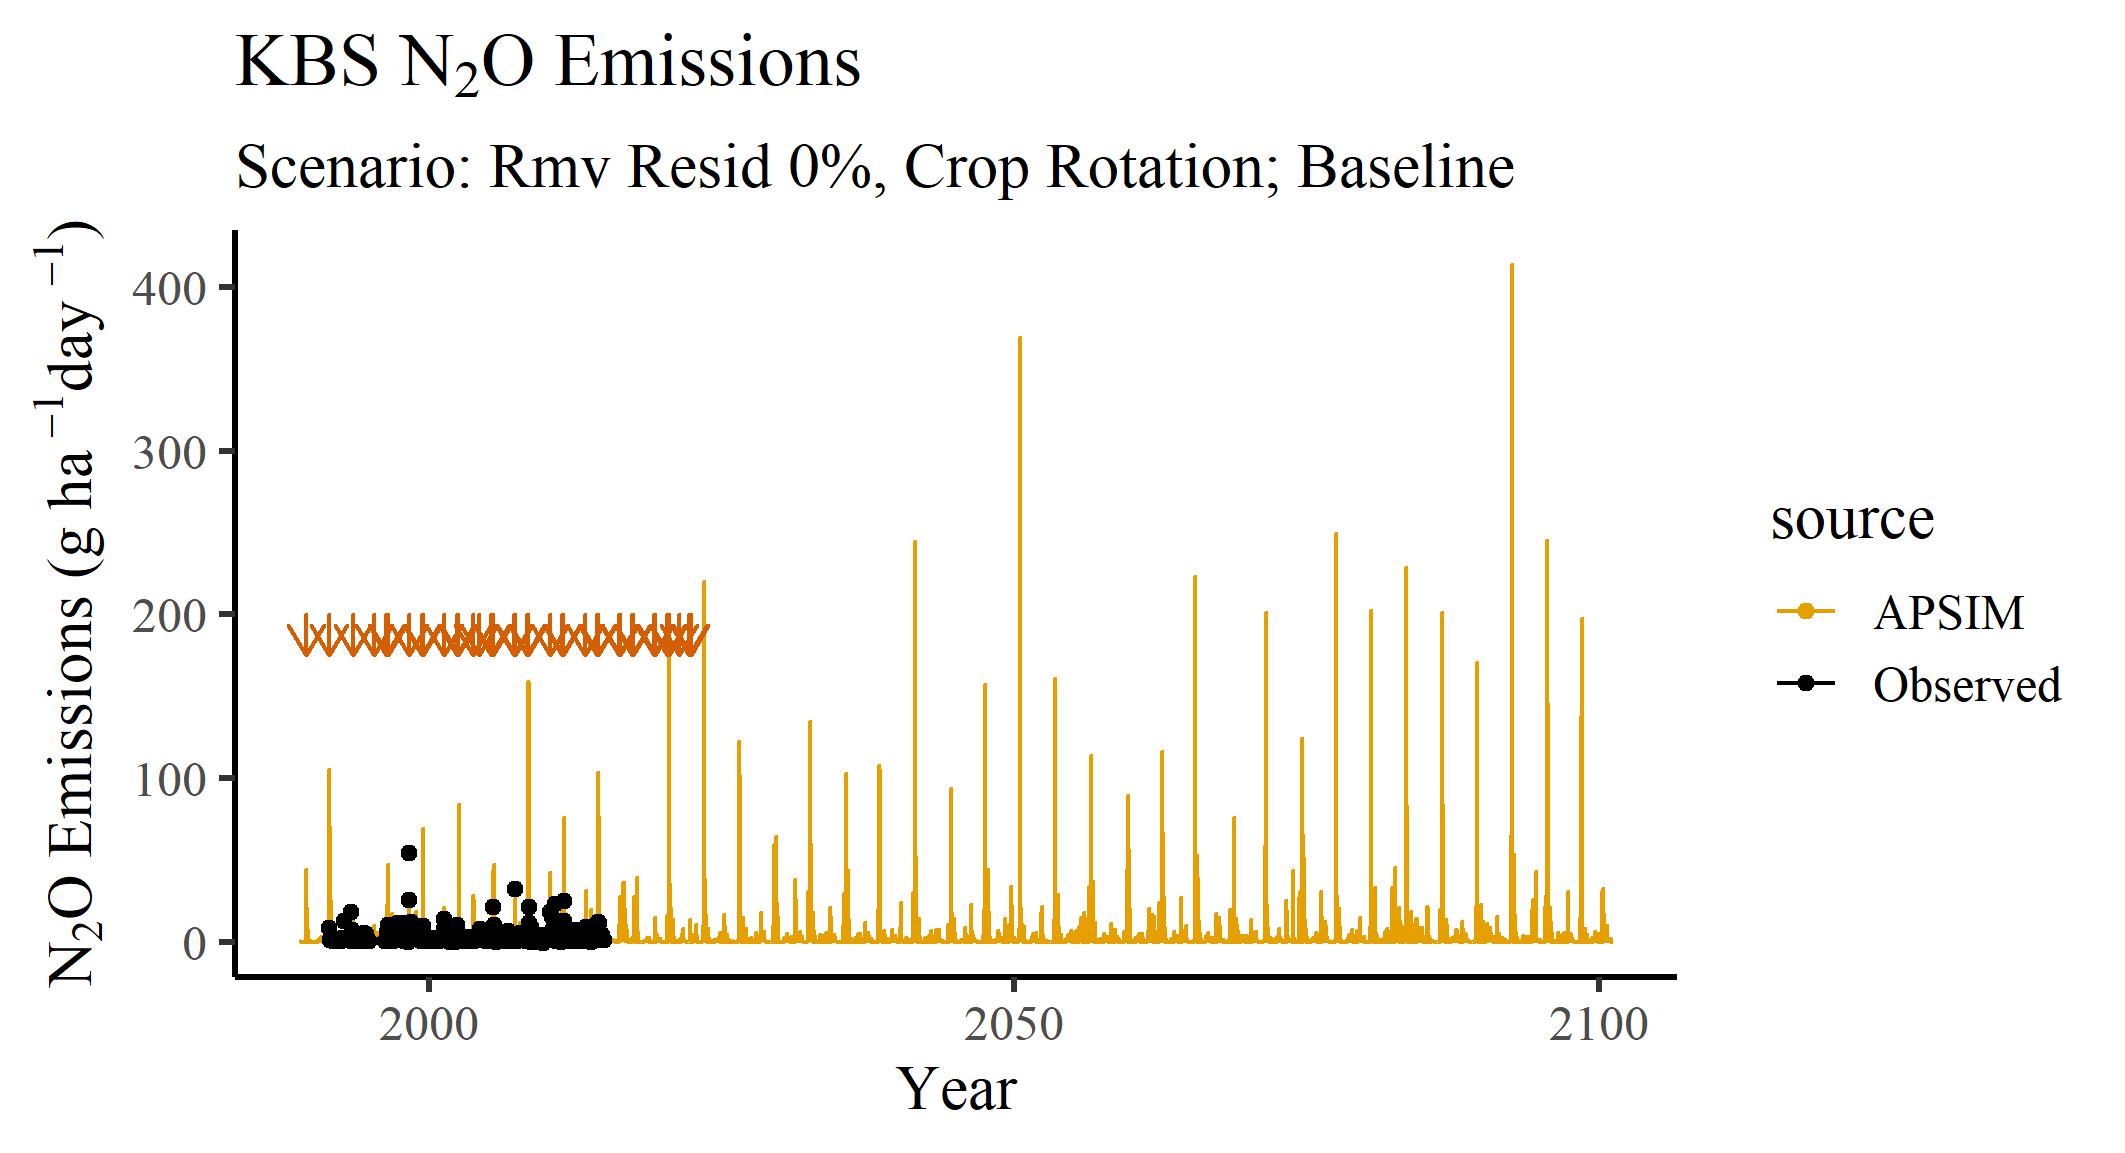 KBS N₂O Emissions
Scenario: Rmv Resid 0%, Crop Rotation; Baseline
N₂O Emissions (g ha⁻¹day⁻¹)
400
300
200
100
0
2000
2050
2100
Year
source
APSIM
Observed